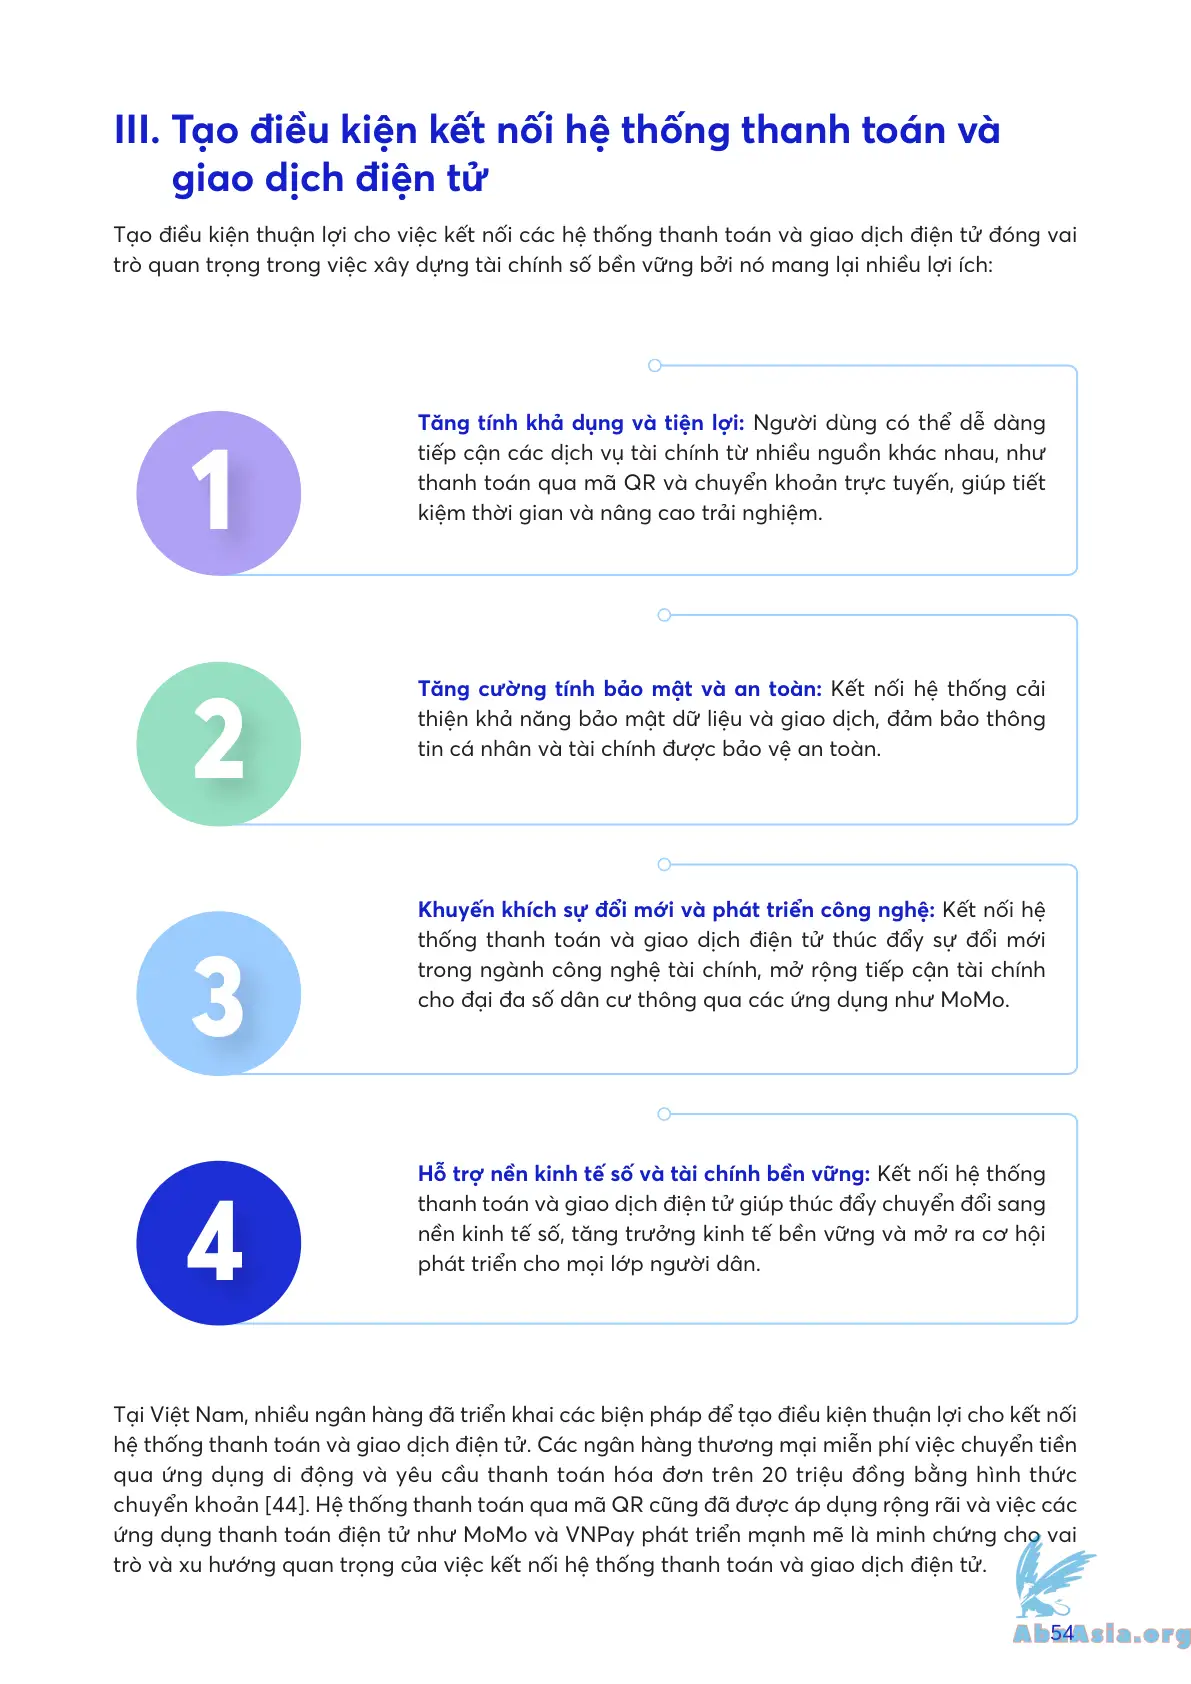 III. Tạo điều kiện kết nối hệ thống thanh toán và
giao dịch điện tử
Tạo điều kiện thuận lợi cho việc kết nối các hệ thống thanh toán và giao dịch điện tử đóng vai
trò quan trọng trong việc xây dựng tài chính số bền vững bởi nó mang lại nhiều lợi ích:
1
Tăng tính khả dụng và tiện lợi: Người dùng có thể dễ dàng
tiếp cận các dịch vụ tài chính từ nhiều nguồn khác nhau, như
thanh toán qua mã QR và chuyển khoản trực tuyến, giúp tiết
kiệm thời gian và nâng cao trải nghiệm.
2
Tăng cường tính bảo mật và an toàn: Kết nối hệ thống cải
thiện khả năng bảo mật dữ liệu và giao dịch, đảm bảo thông
tin cá nhân và tài chính được bảo vệ an toàn.
3
Khuyến khích sự đổi mới và phát triển công nghệ: Kết nối hệ
thống thanh toán và giao dịch điện tử thúc đẩy sự đổi mới
trong ngành công nghệ tài chính, mở rộng tiếp cận tài chính
cho đại đa số dân cư thông qua các ứng dụng như MoMo.
4
Hỗ trợ nền kinh tế số và tài chính bền vững: Kết nối hệ thống
thanh toán và giao dịch điện tử giúp thúc đẩy chuyển đổi sang
nền kinh tế số, tăng trưởng kinh tế bền vững và mở ra cơ hội
phát triển cho mọi lớp người dân.
Tại Việt Nam, nhiều ngân hàng đã triển khai các biện pháp để tạo điều kiện thuận lợi cho kết nối
hệ thống thanh toán và giao dịch điện tử. Các ngân hàng thương mại miễn phí việc chuyển tiền
qua ứng dụng di động và yêu cầu thanh toán hóa đơn trên 20 triệu đồng bằng hình thức
chuyển khoản [44]. Hệ thống thanh toán qua mã QR cũng đã được áp dụng rộng rãi và việc các
ứng dụng thanh toán điện tử như MoMo và VNPay phát triển mạnh mẽ là minh chứng cho vai
trò và xu hướng quan trọng của việc kết nối hệ thống thanh toán và giao dịch điện tử.
54